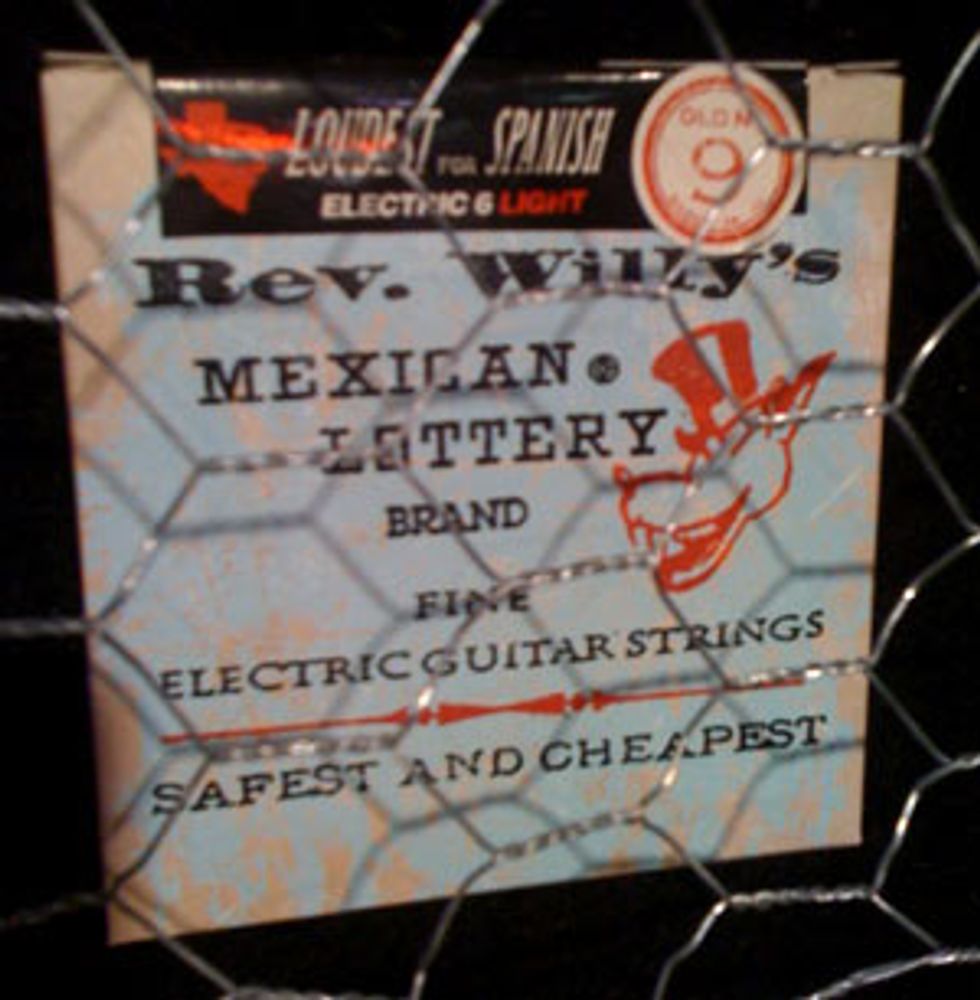 LOUDEST FOR SPANISH
ELECTRIC 6 LIGHT
OLD N
9
Rev. Willy's
MEXICAN ®
LOTTERY
BRAND
FINE
ELECTRIC GUITAR STRINGS
SAFEST AND CHEAPEST